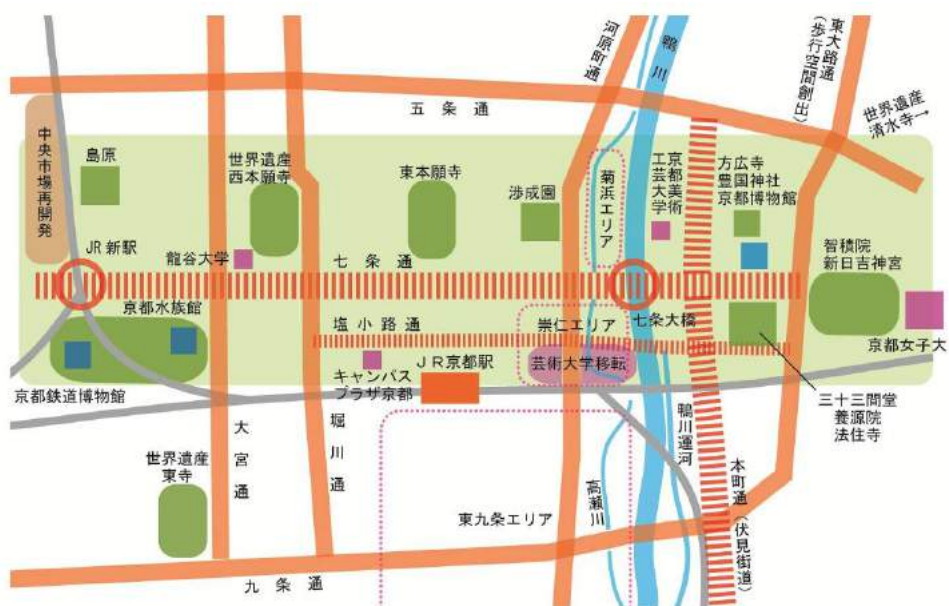 河原町通
鴨川
東大路通
（歩行空間創出）
世界遺産
清水寺→
五条通
中央市場再開発
島原
世界遺産
西本願寺
東本願寺
渉成園
菊浜エリア
京都美術
工芸大学
方広寺
豊国神社
京都博物館
JR新駅
龍谷大学
七条通
智積院
新日吉神宮
京都水族館
塩小路通
崇仁エリア
七条大橋
京都女子大
京都鉄道博物館
キャンパス
プラザ京都
JR京都駅
芸術大学移転
三十三間堂
養源院
法住寺
大宮通
堀川通
鴨川運河
本町通（伏見街道）
世界遺産
東寺
東九条エリア
高瀬川
九条通